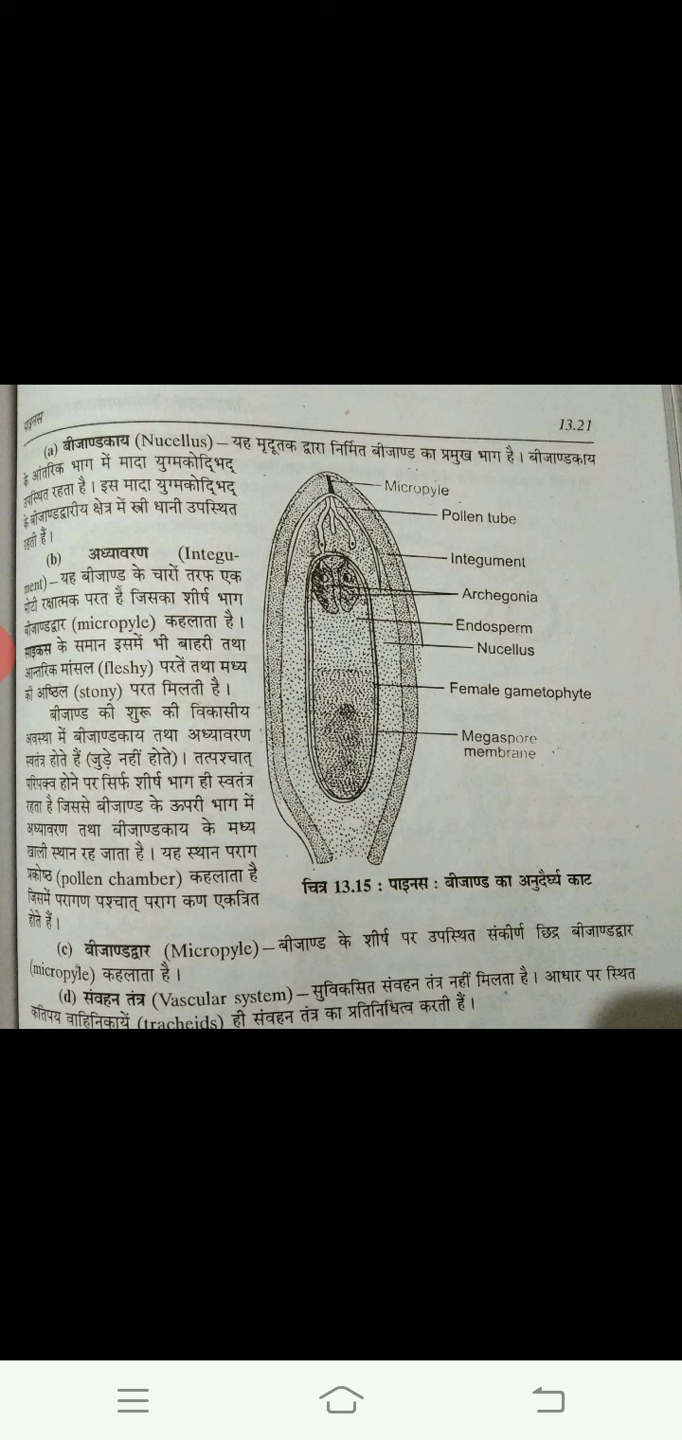 पाइनस
13.21
(a) बीजाण्डकाय (Nucellus) – यह मृदूतक द्वारा निर्मित बीजाण्ड का प्रमुख भाग है। बीजाण्डकाय
के आंतरिक भाग में मादा युग्मकोद्भिद्
उपस्थित रहता है। इस मादा युग्मकोद्भिद्
के बीजाण्डद्वारीय क्षेत्र में स्त्री धानी उपस्थित
रहती हैं।
(b) अध्यावरण (Integu-
ment) – यह बीजाण्ड के चारों तरफ एक
मोटी रक्षात्मक परत हैं जिसका शीर्ष भाग
बीजाण्डद्वार (micropyle) कहलाता है।
साइकस के समान इसमें भी बाहरी तथा
आन्तरिक मांसल (fleshy) परतें तथा मध्य
की अष्ठिल (stony) परत मिलती है।
बीजाण्ड की शुरू की विकासीय
अवस्था में बीजाण्डकाय तथा अध्यावरण
स्वतंत्र होते हैं (जुड़े नहीं होते)। तत्पश्चात्
परिपक्व होने पर सिर्फ शीर्ष भाग ही स्वतंत्र
रहता है जिससे बीजाण्ड के ऊपरी भाग में
अध्यावरण तथा बीजाण्डकाय के मध्य
खाली स्थान रह जाता है। यह स्थान पराग
प्रकोष्ठ (pollen chamber) कहलाता है
जिसमें परागण पश्चात् पराग कण एकत्रित
होते हैं।
Micropyle
Pollen tube
Integument
Archegonia
Endosperm
Nucellus
Female gametophyte
Megaspore
membrane
चित्र 13.15 : पाइनस : बीजाण्ड का अनुदैर्घ्य काट
(c) बीजाण्डद्वार (Micropyle) – बीजाण्ड के शीर्ष पर उपस्थित संकीर्ण छिद्र बीजाण्डद्वार
(micropyle) कहलाता है।
(d) संवहन तंत्र (Vascular system) – सुविकसित संवहन तंत्र नहीं मिलता है। आधार पर स्थित
कतिपय वाहिनिकायें (tracheids) ही संवहन तंत्र का प्रतिनिधित्व करती हैं।